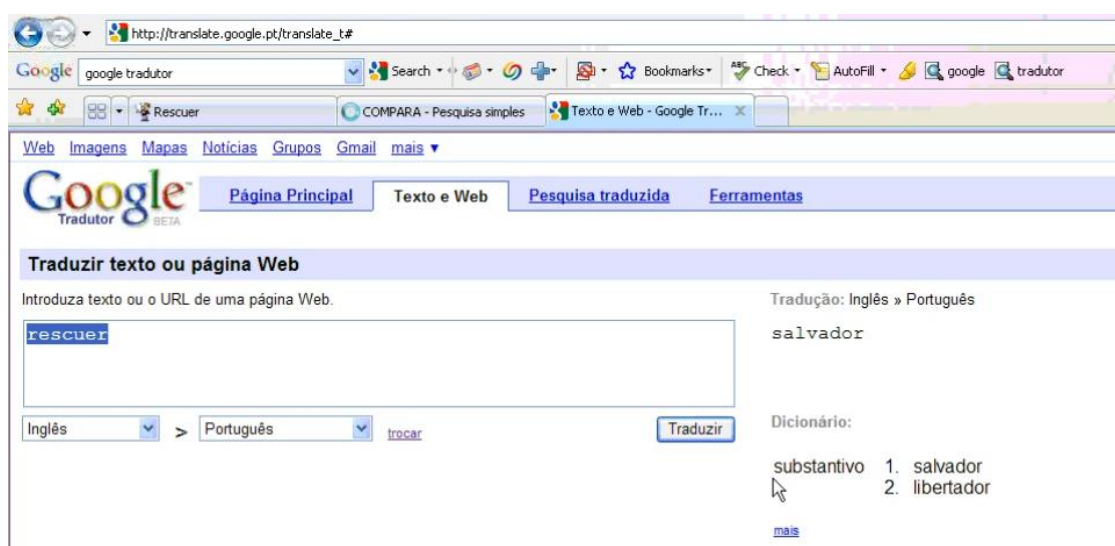 http://translate.google.pt/translate_t#
Google google tradutor Search Bookmarks ABC Check AutoFill google tradutor
Rescuer COMPARA - Pesquisa simples Texto e Web - Google Tr... X
Web Imagens Mapas Notícias Grupos Gmail mais ▼
Google Tradutor BETA
Página Principal Texto e Web Pesquisa traduzida Ferramentas
Traduzir texto ou página Web
Introduza texto ou o URL de uma página Web.
rescuer
Inglês > Português trocar Traduzir
Tradução: Inglês » Português
salvador
Dicionário:
substantivo 1. salvador
2. libertador
mais